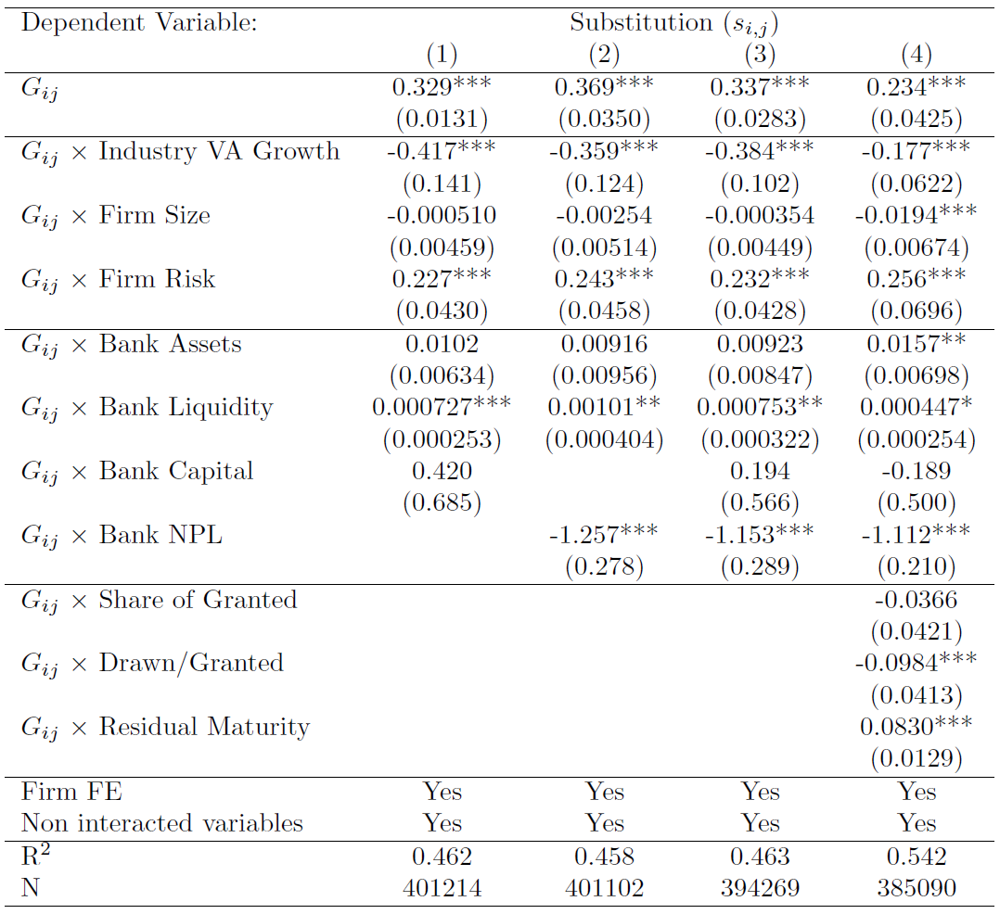 Dependent Variable: Substitution (s_{i,j})
(1) (2) (3) (4)
G_{ij} 0.329*** 0.369*** 0.337*** 0.234***
(0.0131) (0.0350) (0.0283) (0.0425)
G_{ij} × Industry VA Growth -0.417*** -0.359*** -0.384*** -0.177***
(0.141) (0.124) (0.102) (0.0622)
G_{ij} × Firm Size -0.000510 -0.00254 -0.000354 -0.0194***
(0.00459) (0.00514) (0.00449) (0.00674)
G_{ij} × Firm Risk 0.227*** 0.243*** 0.232*** 0.256***
(0.0430) (0.0458) (0.0428) (0.0696)
G_{ij} × Bank Assets 0.0102 0.00916 0.00923 0.0157**
(0.00634) (0.00956) (0.00847) (0.00698)
G_{ij} × Bank Liquidity 0.000727*** 0.00101** 0.000753** 0.000447*
(0.000253) (0.000404) (0.000322) (0.000254)
G_{ij} × Bank Capital 0.420 0.194 -0.189
(0.685) (0.566) (0.500)
G_{ij} × Bank NPL -1.257*** -1.153*** -1.112***
(0.278) (0.289) (0.210)
G_{ij} × Share of Granted -0.0366
(0.0421)
G_{ij} × Drawn/Granted -0.0984***
(0.0413)
G_{ij} × Residual Maturity 0.0830***
(0.0129)
Firm FE Yes Yes Yes Yes
Non interacted variables Yes Yes Yes Yes
R² 0.462 0.458 0.463 0.542
N 401214 401102 394269 385090